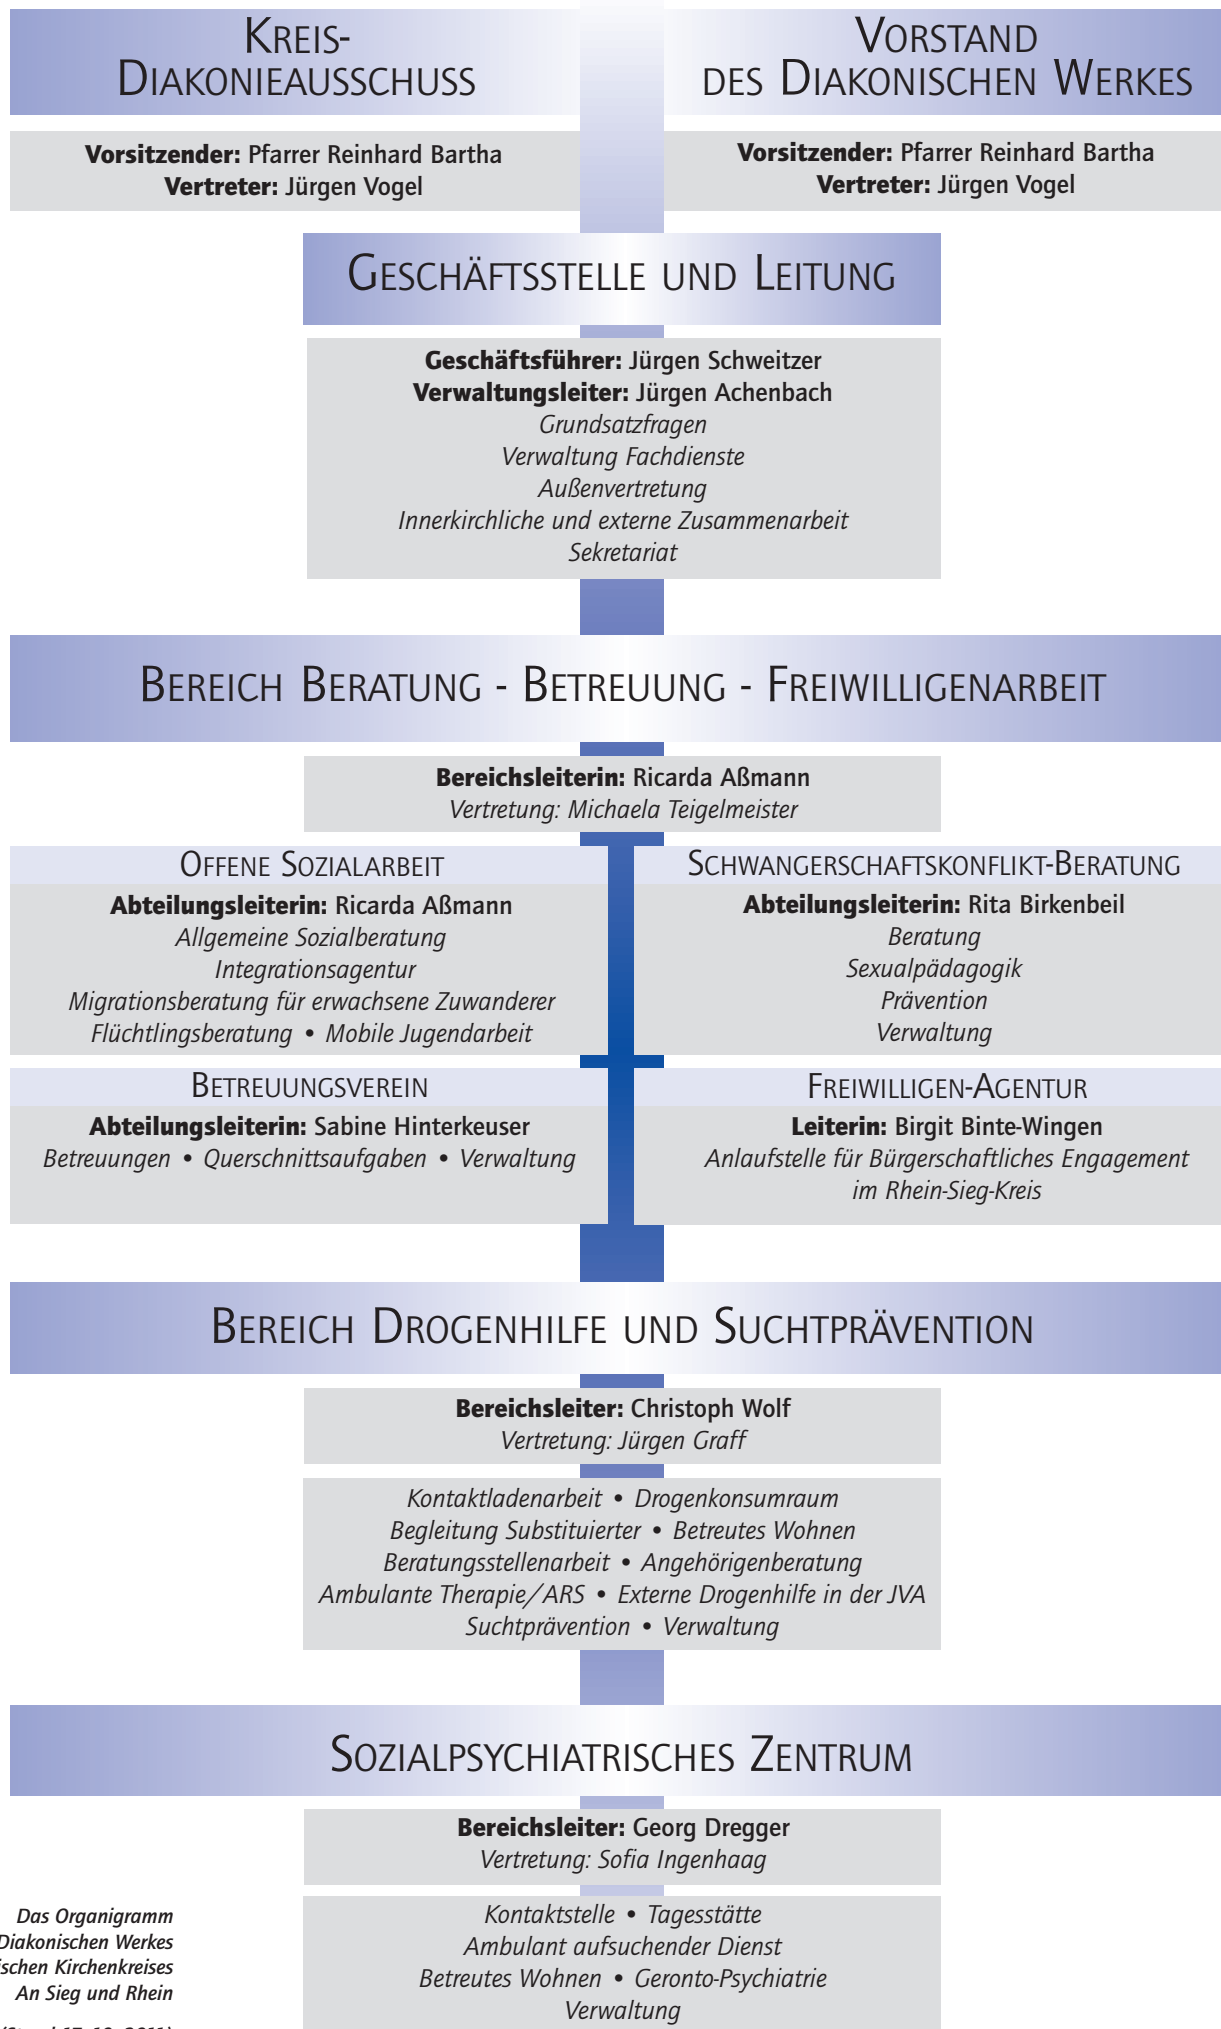 KREIS-
DIAKONIEAUSSCHUSS
Vorsitzender: Pfarrer Reinhard Bartha
Vertreter: Jürgen Vogel
VORSTAND
DES DIAKONISCHEN WERKES
Vorsitzender: Pfarrer Reinhard Bartha
Vertreter: Jürgen Vogel
GESCHÄFTSSTELLE UND LEITUNG
Geschäftsführer: Jürgen Schweitzer
Verwaltungsleiter: Jürgen Achenbach
Grundsatzfragen
Verwaltung Fachdienste
Außenvertretung
Innerkirchliche und externe Zusammenarbeit
Sekretariat
BEREICH BERATUNG - BETREUUNG - FREIWILLIGENARBEIT
Bereichsleiterin: Ricarda Aßmann
Vertretung: Michaela Teigelmeister
OFFENE SOZIALARBEIT
Abteilungsleiterin: Ricarda Aßmann
Allgemeine Sozialberatung
Integrationsagentur
Migrationsberatung für erwachsene Zuwanderer
Flüchtlingsberatung • Mobile Jugendarbeit
SCHWANGERSCHAFTSKONFLIKT-BERATUNG
Abteilungsleiterin: Rita Birkenbeil
Beratung
Sexualpädagogik
Prävention
Verwaltung
BETREUUNGSVEREIN
Abteilungsleiterin: Sabine Hinterkeuser
Betreuungen • Querschnittsaufgaben • Verwaltung
FREIWILLIGEN-AGENTUR
Leiterin: Birgit Binte-Wingen
Anlaufstelle für Bürgerschaftliches Engagement
im Rhein-Sieg-Kreis
BEREICH DROGENHILFE UND SUCHTPRÄVENTION
Bereichsleiter: Christoph Wolf
Vertretung: Jürgen Graff
Kontaktladenarbeit • Drogenkonsumraum
Begleitung Substituierter • Betreutes Wohnen
Beratungsstellenarbeit • Angehörigenberatung
Ambulante Therapie/ARS • Externe Drogenhilfe in der JVA
Suchtprävention • Verwaltung
SOZIALPSYCHIATRISCHES ZENTRUM
Bereichsleiter: Georg Dregger
Vertretung: Sofia Ingenhaag
Kontaktstelle • Tagesstätte
Ambulant aufsuchender Dienst
Betreutes Wohnen • Geronto-Psychiatrie
Verwaltung
Das Organigramm
Diakonischen Werkes
schen Kirchenkreises
An Sieg und Rhein